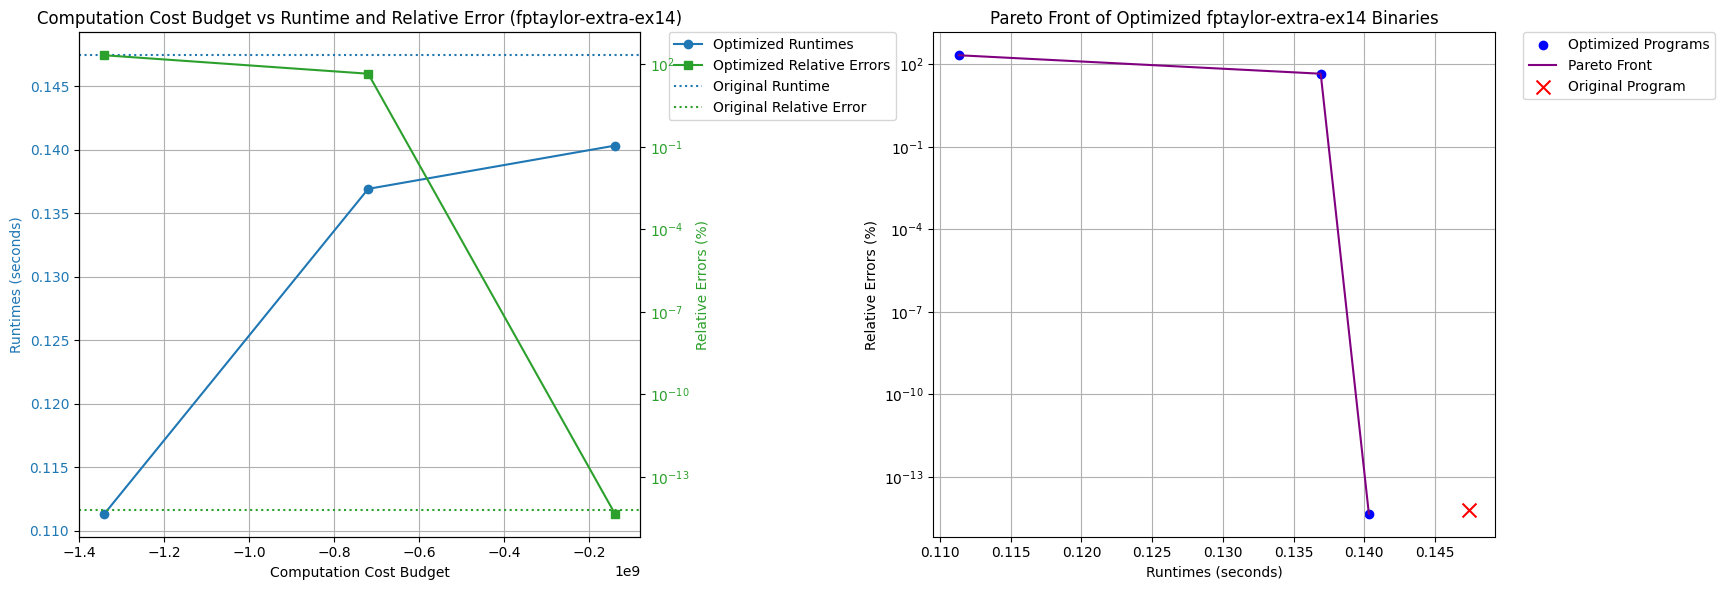 Computation Cost Budget vs Runtime and Relative Error (fptaylor-extra-ex14)
Optimized Runtimes
Optimized Relative Errors
Original Runtime
Original Relative Error
0.145
0.140
0.135
0.130
0.125
0.120
0.115
0.110
Runtimes (seconds)
10^2
10^-1
10^-4
10^-7
10^-10
10^-13
Relative Errors (%)
−1.4
−1.2
−1.0
−0.8
−0.6
−0.4
−0.2
1e9
Computation Cost Budget
Pareto Front of Optimized fptaylor-extra-ex14 Binaries
Optimized Programs
Pareto Front
Original Program
10^2
10^-1
10^-4
10^-7
10^-10
10^-13
Relative Errors (%)
0.110
0.115
0.120
0.125
0.130
0.135
0.140
0.145
Runtimes (seconds)